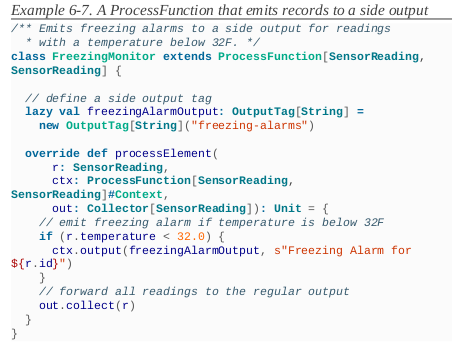 Example 6-7. A ProcessFunction that emits records to a side output
/** Emits freezing alarms to a side output for readings
  * with a temperature below 32F. */
class FreezingMonitor extends ProcessFunction[SensorReading,
SensorReading] {

  // define a side output tag
  lazy val freezingAlarmOutput: OutputTag[String] =
    new OutputTag[String]("freezing-alarms")

  override def processElement(
      r: SensorReading,
      ctx: ProcessFunction[SensorReading,
SensorReading]#Context,
      out: Collector[SensorReading]): Unit = {
    // emit freezing alarm if temperature is below 32F
    if (r.temperature < 32.0) {
      ctx.output(freezingAlarmOutput, s"Freezing Alarm for
${r.id}")
    }
    // forward all readings to the regular output
    out.collect(r)
  }
}